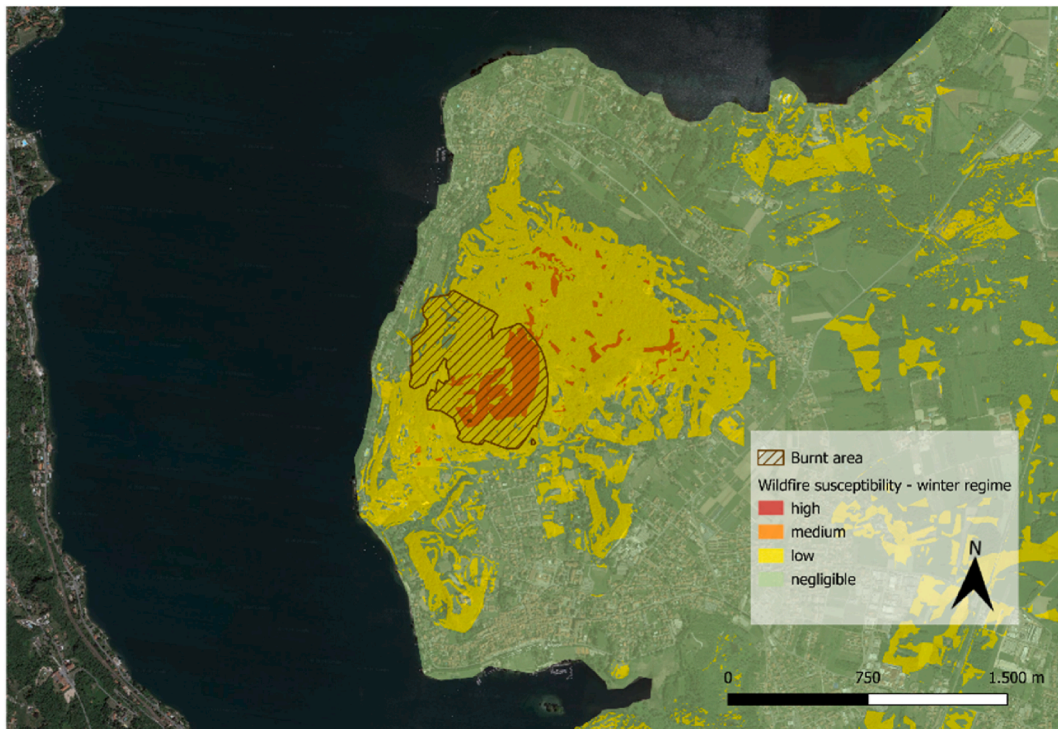 Burnt area
Wildfire susceptibility - winter regime
high
medium
low
negligible
N
0 750 1.500 m